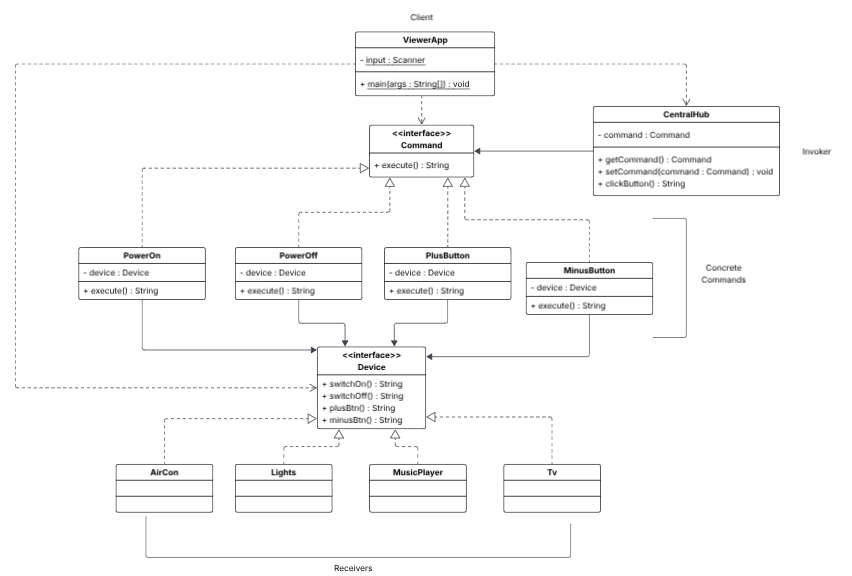 Client
ViewerApp
- input : Scanner
+ main(args : String[]) : void
<<interface>>
Command
+ execute() : String
CentralHub
- command : Command
+ getCommand() : Command
+ setCommand(command : Command) : void
+ clickButton() : String
Invoker
PowerOn
- device : Device
+ execute() : String
PowerOff
- device : Device
+ execute() : String
PlusButton
- device : Device
+ execute() : String
MinusButton
- device : Device
+ execute() : String
Concrete
Commands
<<interface>>
Device
+ switchOn() : String
+ switchOff() : String
+ plusBtn() : String
+ minusBtn() : String
AirCon
Lights
MusicPlayer
Tv
Receivers